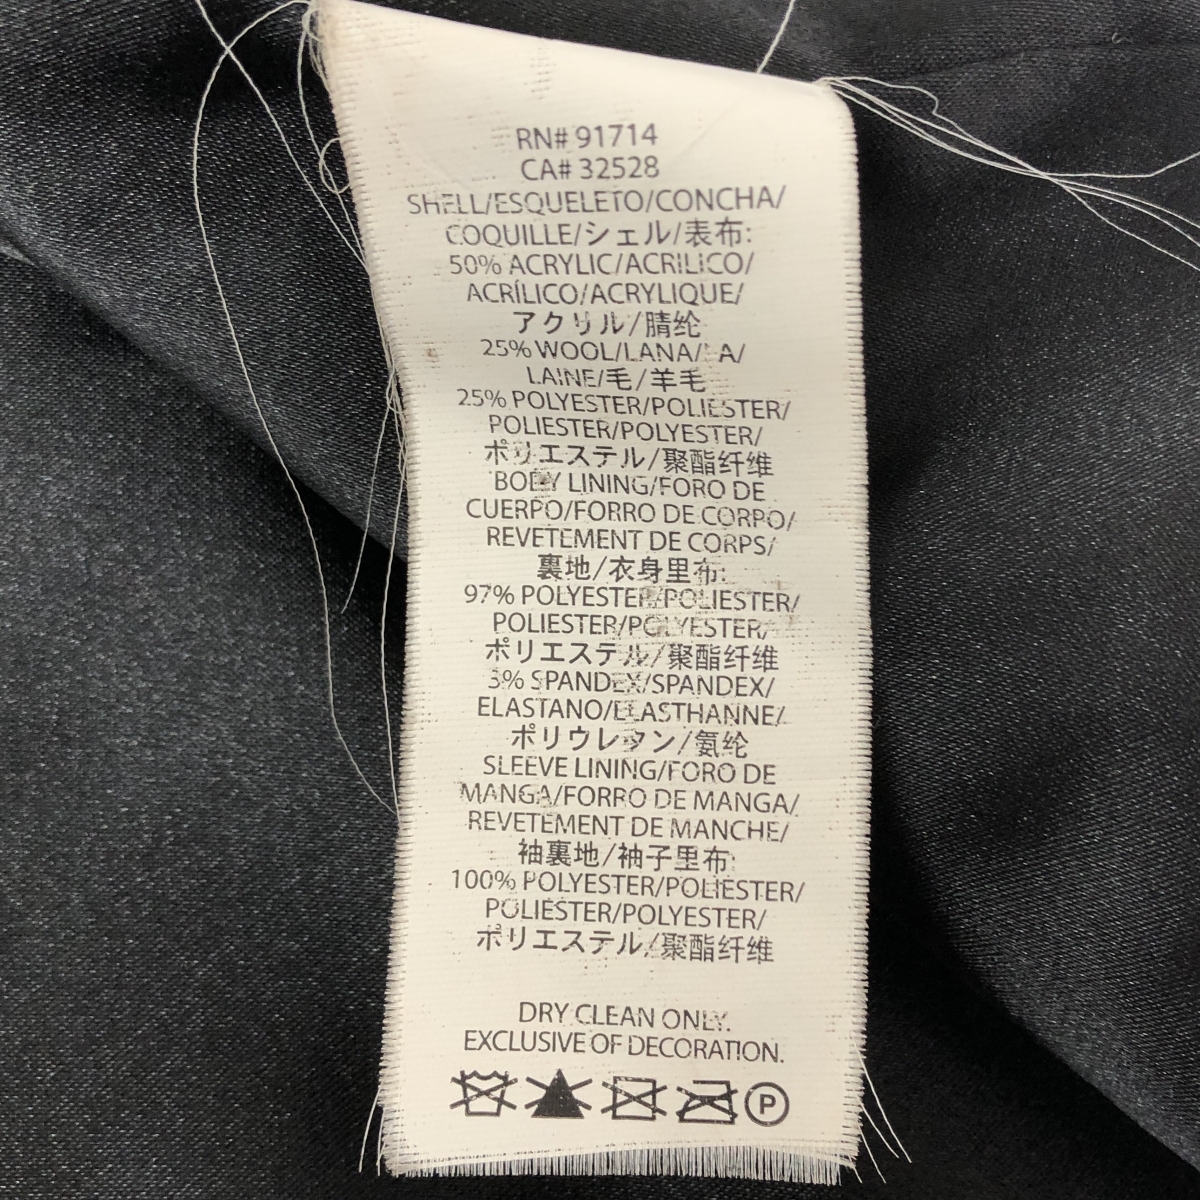 RN# 91714
CA# 32528
SHELL/ESQUELETO/CONCHA/
COQUILLE/シェル/表布:
50% ACRYLIC/ACRILICO/
ACRÍLICO/ACRYLIQUE/
アクリル/腈纶
25% WOOL/LANA/LA/
LAINE/毛/羊毛
25% POLYESTER/POLIESTER/
POLIESTER/POLYESTER/
ポリエステル/聚酯纤维
BODY LINING/FORO DE
CUERPO/FORRO DE CORPO/
REVETEMENT DE CORPS/
裏地/衣身里布:
97% POLYESTER/POLIESTER/
POLIESTER/POLYESTER/
ポリエステル/聚酯纤维
3% SPANDEX/SPANDEX/
ELASTANO/ELASTHANNE/
ポリウレタン/氨纶
SLEEVE LINING/FORO DE
MANGA/FORRO DE MANGA/
REVETEMENT DE MANCHE/
袖裏地/袖子里布:
100% POLYESTER/POLIESTER/
POLIESTER/POLYESTER/
ポリエステル/聚酯纤维
DRY CLEAN ONLY.
EXCLUSIVE OF DECORATION.
P